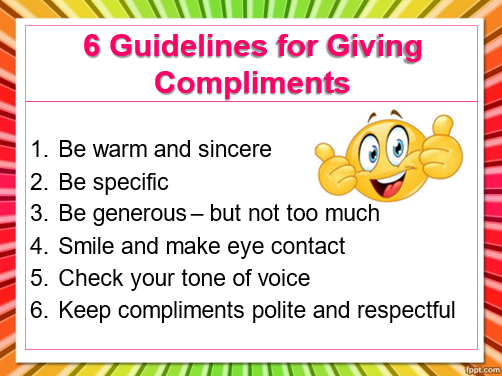 6 Guidelines for Giving
Compliments
1. Be warm and sincere
2. Be specific
3. Be generous – but not too much
4. Smile and make eye contact
5. Check your tone of voice
6. Keep compliments polite and respectful
fppt.com